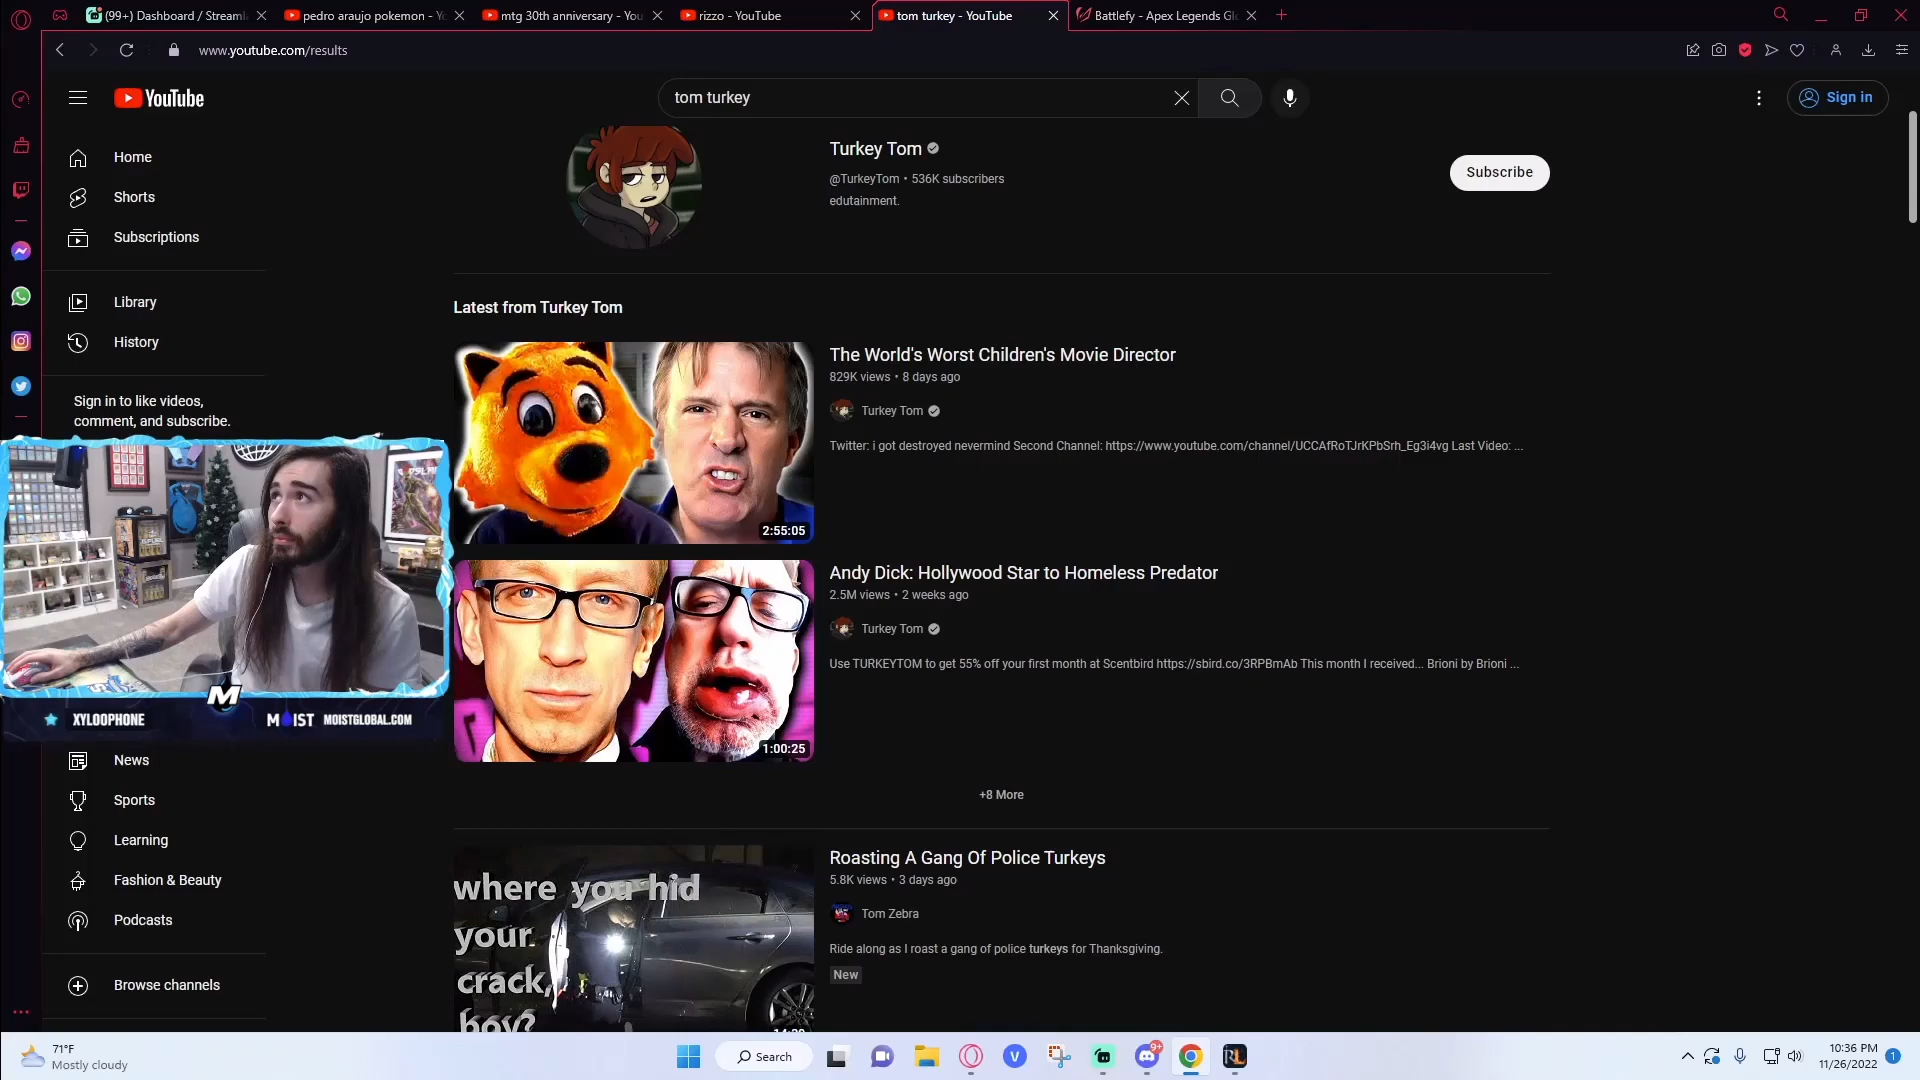 (99+) Dashboard / Streaml
pedro araujo pokemon - Yo
mtg 30th anniversary - You
rizzo - YouTube
tom turkey - YouTube
Battlefy - Apex Legends Gl
www.youtube.com/results
YouTube
tom turkey
Sign in
Home
Shorts
Subscriptions
Library
History
Sign in to like videos,
comment, and subscribe.
Turkey Tom
@TurkeyTom • 536K subscribers
edutainment.
Subscribe
Latest from Turkey Tom
The World's Worst Children's Movie Director
829K views • 8 days ago
Turkey Tom
Twitter: i got destroyed nevermind Second Channel: https://www.youtube.com/channel/UCCAfRoTJrKPbSrh_Eg3i4vg Last Video: ...
2:55:05
Andy Dick: Hollywood Star to Homeless Predator
2.5M views • 2 weeks ago
Turkey Tom
Use TURKEYTOM to get 55% off your first month at Scentbird https://sbird.co/3RPBmAb This month I received... Brioni by Brioni ...
1:00:25
+8 More
M
XYLOOPHONE
MOIST
MOISTGLOBAL.COM
News
Sports
Learning
Fashion & Beauty
Podcasts
Browse channels
Roasting A Gang Of Police Turkeys
5.8K views • 3 days ago
Tom Zebra
Ride along as I roast a gang of police turkeys for Thanksgiving.
New
where you hid
your
crack,
boy?
71°F
Mostly cloudy
Search
V
9+
RL
10:36 PM
11/26/2022
1